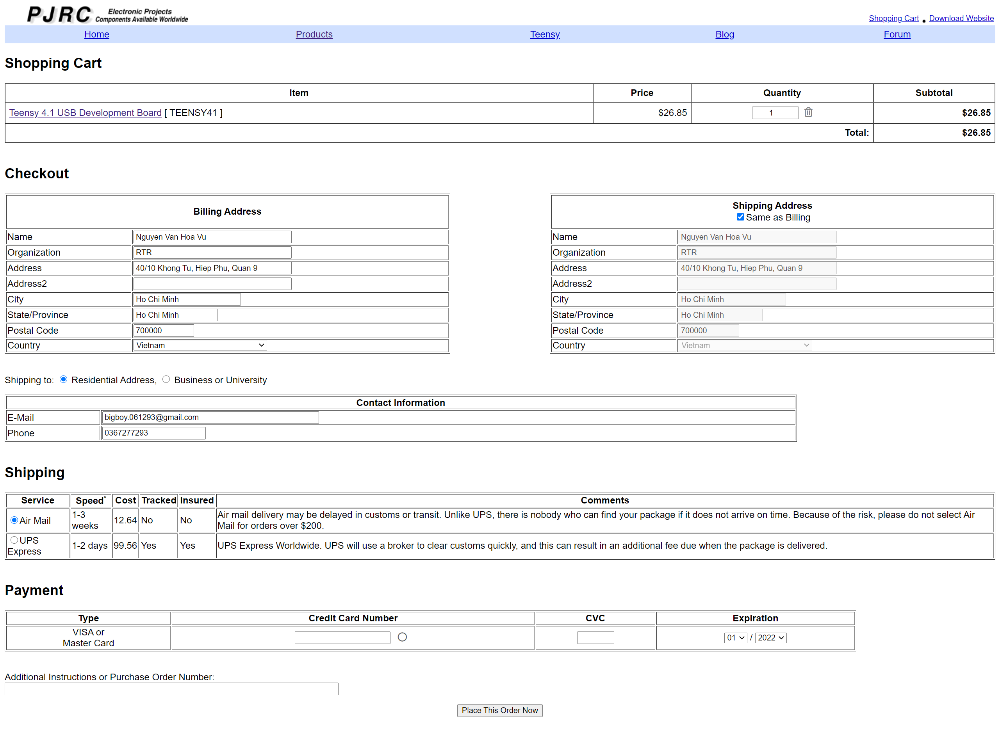 PJRC Electronic Projects
Components Available Worldwide
Shopping Cart Download Website
Home Products Teensy Blog Forum
Shopping Cart
Item Price Quantity Subtotal
Teensy 4.1 USB Development Board [ TEENSY41 ] $26.85 1 $26.85
Total: $26.85
Checkout
Billing Address
Name Nguyen Van Hoa Vu
Organization RTR
Address 40/10 Khong Tu, Hiep Phu, Quan 9
Address2
City Ho Chi Minh
State/Province Ho Chi Minh
Postal Code 700000
Country Vietnam
Shipping Address
Same as Billing
Name Nguyen Van Hoa Vu
Organization RTR
Address 40/10 Khong Tu, Hiep Phu, Quan 9
Address2
City Ho Chi Minh
State/Province Ho Chi Minh
Postal Code 700000
Country Vietnam
Shipping to: Residential Address, Business or University
Contact Information
E-Mail bigboy.061293@gmail.com
Phone 0367277293
Shipping
Service Speed* Cost Tracked Insured Comments
Air Mail 1-3 weeks 12.64 No No Air mail delivery may be delayed in customs or transit. Unlike UPS, there is nobody who can find your package if it does not arrive on time. Because of the risk, please do not select Air
Mail for orders over $200.
UPS Express 1-2 days 99.56 Yes Yes UPS Express Worldwide. UPS will use a broker to clear customs quickly, and this can result in an additional fee due when the package is delivered.
Payment
Type Credit Card Number CVC Expiration
VISA or
Master Card 01 / 2022
Additional Instructions or Purchase Order Number:
Place This Order Now